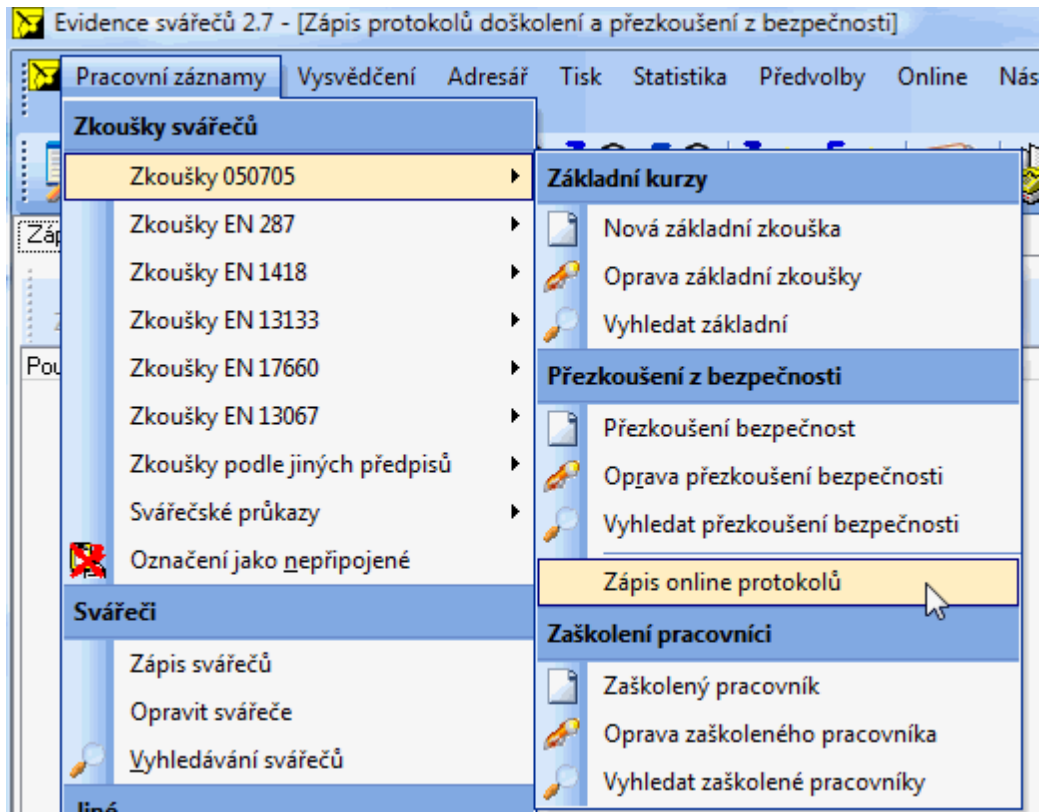 Evidence svářečů 2.7 - [Zápis protokolů doškolení a přezkoušení z bezpečnosti]
Pracovní záznamy Vysvědčení Adresář Tisk Statistika Předvolby Online Nás
Zkoušky svářečů
Zkoušky 050705
Zkoušky EN 287
Zkoušky EN 1418
Zkoušky EN 13133
Zkoušky EN 17660
Zkoušky EN 13067
Zkoušky podle jiných předpisů
Svářečské průkazy
Označení jako nepřipojené
Svářeči
Zápis svářečů
Opravit svářeče
Vyhledávání svářečů
Jiné
Základní kurzy
Nová základní zkouška
Oprava základní zkoušky
Vyhledat základní
Přezkoušení z bezpečnosti
Přezkoušení bezpečnost
Oprava přezkoušení bezpečnosti
Vyhledat přezkoušení bezpečnosti
Zápis online protokolů
Zaškolení pracovníci
Zaškolený pracovník
Oprava zaškoleného pracovníka
Vyhledat zaškolené pracovníky
Záp
Pou